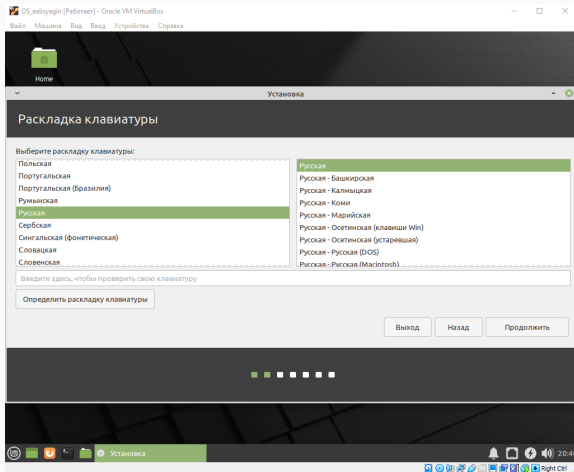 OS_ealisyagin [Работает] - Oracle VM VirtualBox
Файл Машина Вид Ввод Устройства Справка
Home
Установка
Раскладка клавиатуры
Выберите раскладку клавиатуры:
Польская
Португальская
Португальская (Бразилия)
Румынская
Русская
Сербская
Сингальская (фонетическая)
Словацкая
Словенская
Русская
Русская - Башкирская
Русская - Калмыцкая
Русская - Коми
Русская - Марийская
Русская - Осетинская (клавиши Win)
Русская - Осетинская (устаревшая)
Русская - Русская (DOS)
Русская - Русская (Macintosh)
Введите здесь, чтобы проверить свою клавиатуру
Определить раскладку клавиатуры
Выход Назад Продолжить
Установка
Right Ctrl